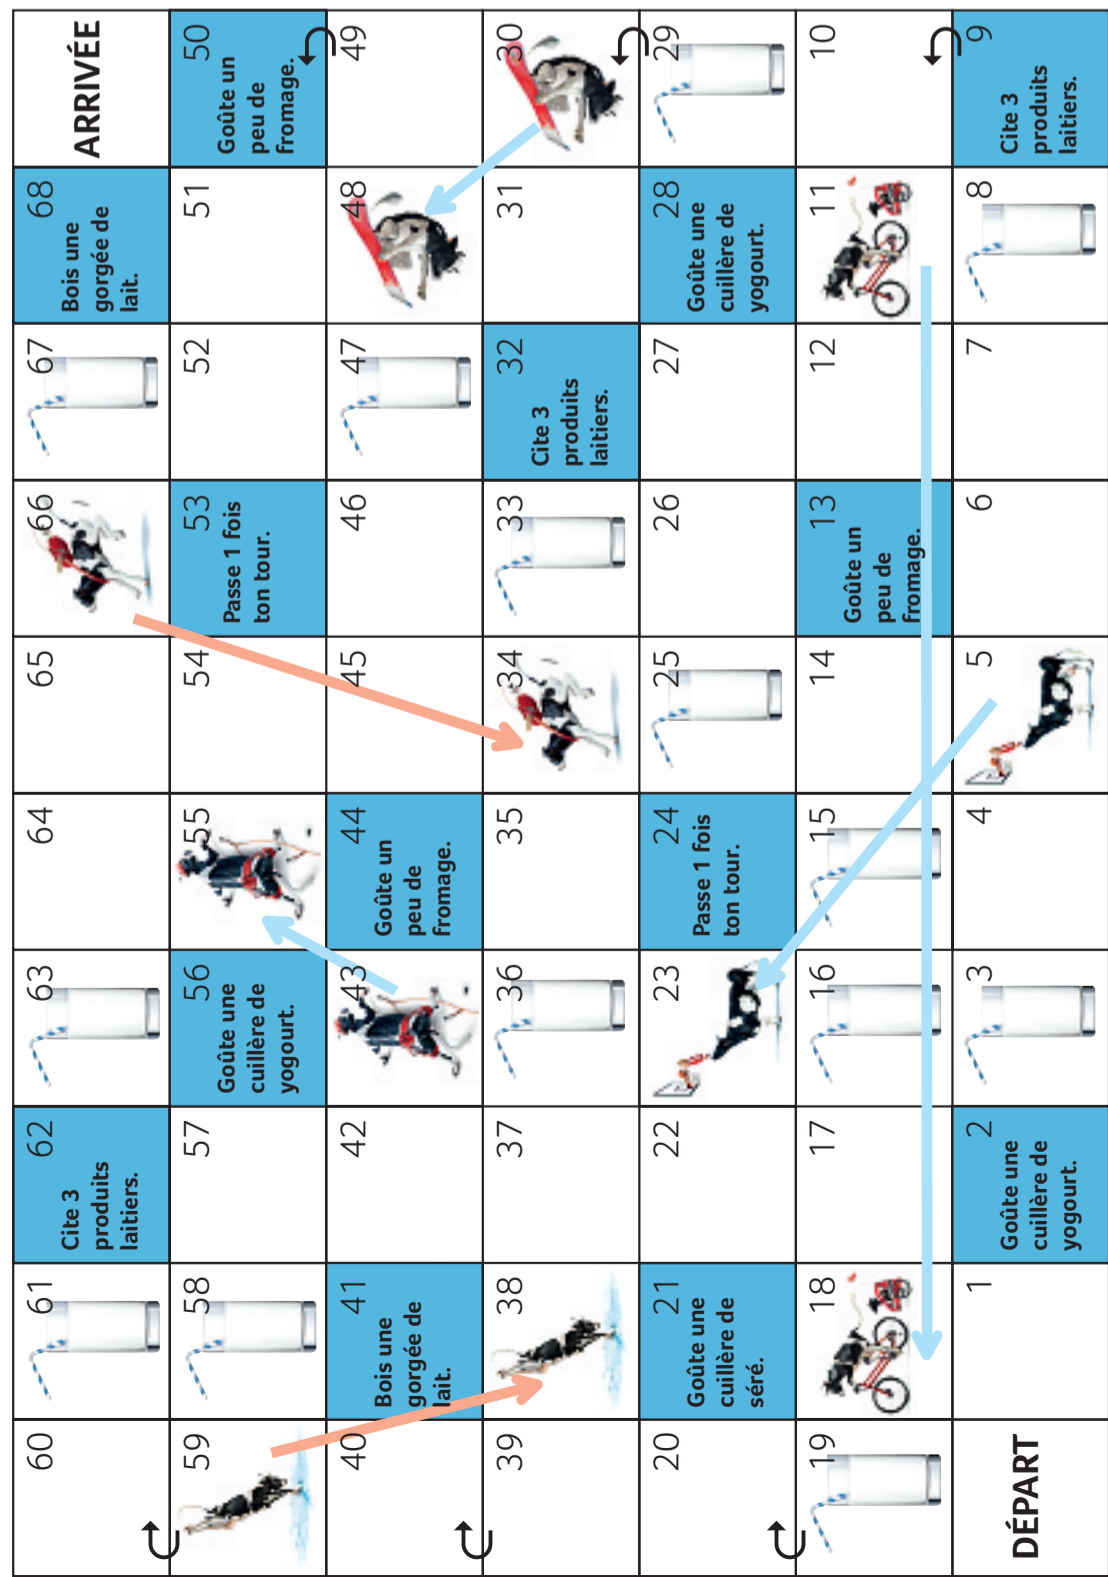 ARRIVÉE
68
Bois une
gorgée de
lait.
67
66
65
64
63
62
Cite 3
produits
laitiers.
61
60
50
Goûte un
peu de
fromage.
51
52
53
Passe 1 fois
ton tour.
54
55
56
Goûte une
cuillère de
yogourt.
57
58
59
49
48
47
46
45
44
Goûte un
peu de
fromage.
43
42
41
Bois une
gorgée de
lait.
40
30
31
32
Cite 3
produits
laitiers.
33
34
35
36
37
38
39
29
28
Goûte une
cuillère de
yogourt.
27
26
25
24
Passe 1 fois
ton tour.
23
22
21
Goûte une
cuillère de
séré.
20
10
11
12
13
Goûte un
peu de
fromage.
14
15
16
17
18
19
9
Cite 3
produits
laitiers.
8
7
6
5
4
3
2
Goûte une
cuillère de
yogourt.
1
DÉPART